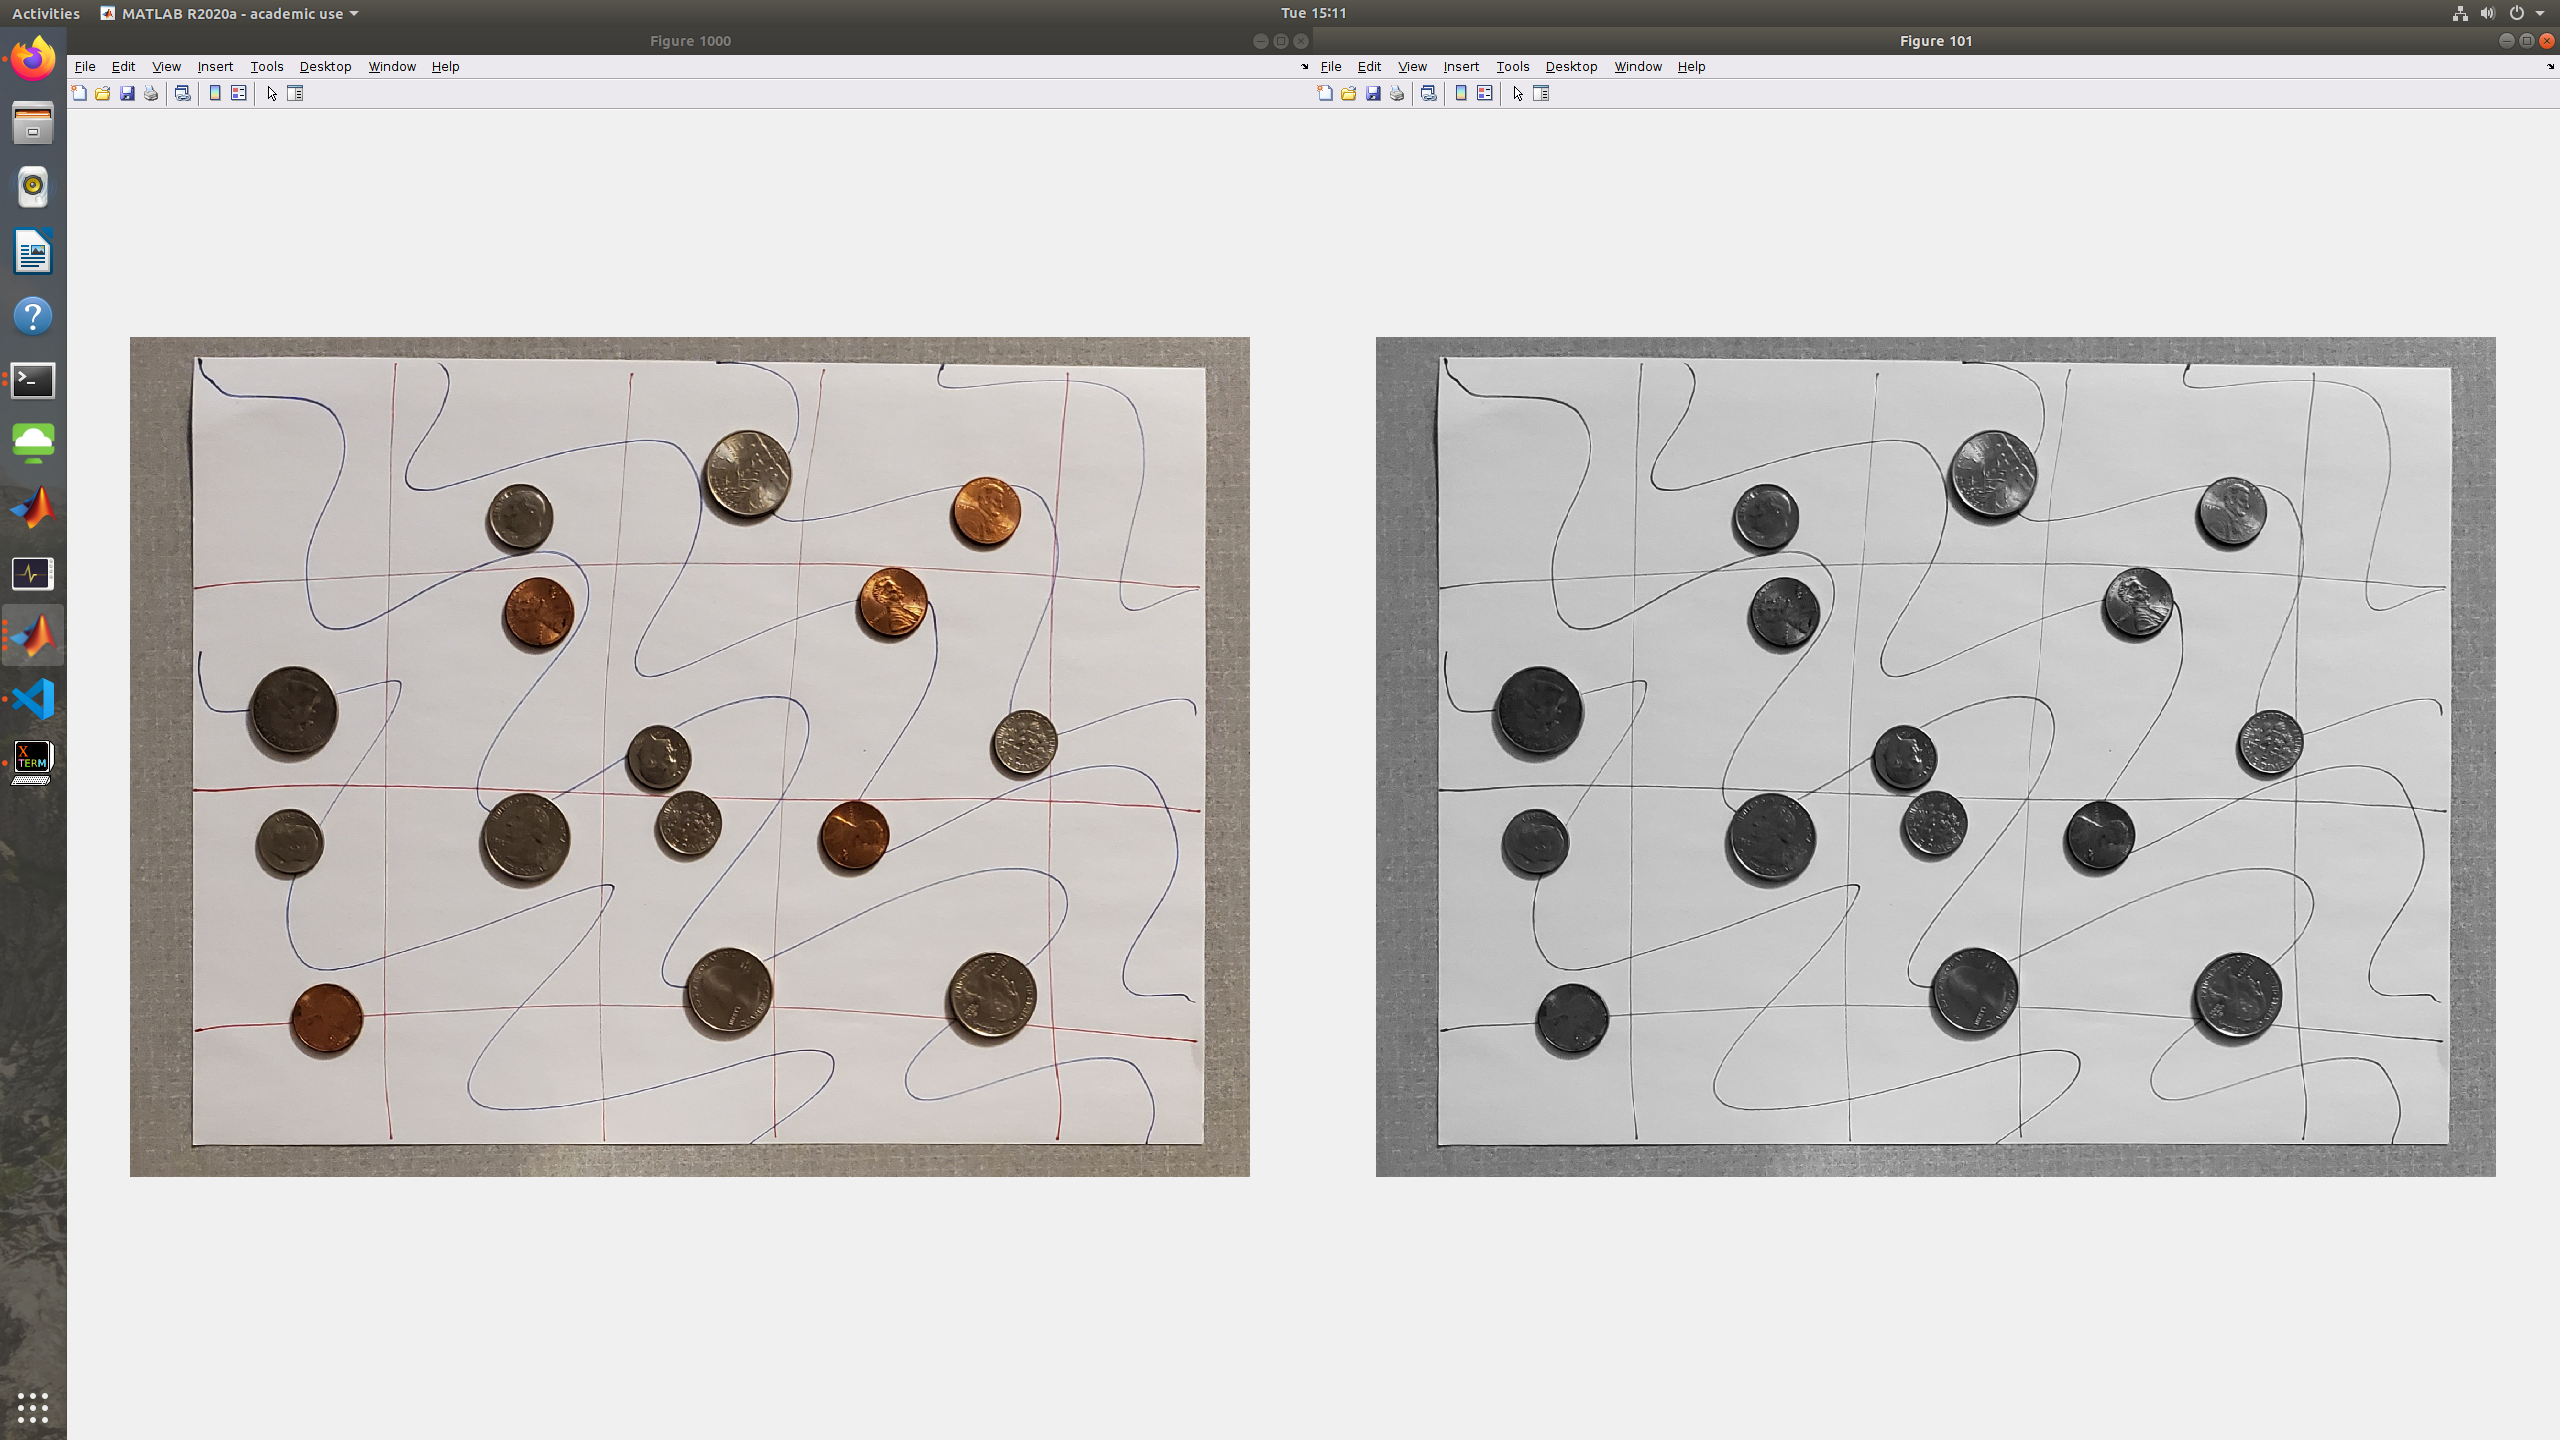 Activities MATLAB R2020a - academic use Tue 15:11
Figure 1000
File Edit View Insert Tools Desktop Window Help
Figure 101
File Edit View Insert Tools Desktop Window Help
X
TERM